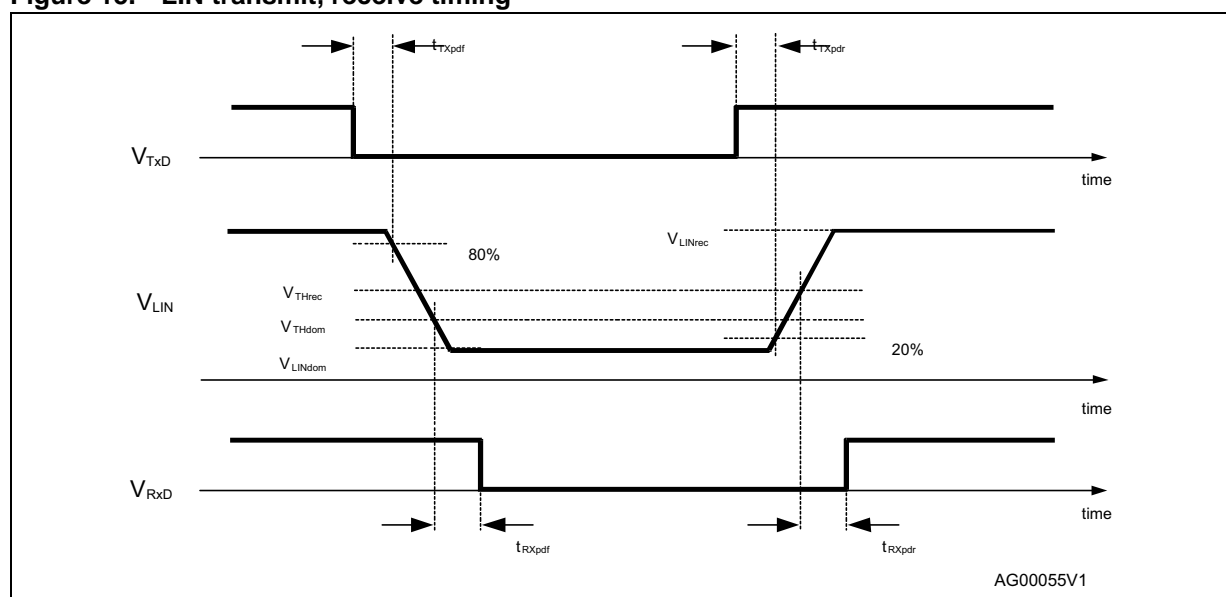 Figure 13. LIN transmit, receive timing
tTXpdf
tTXpdr
VTxD
time
80%
VLINrec
VLIN
VTHrec
VTHdom
VLINdom
20%
time
VRxD
time
tRXpdf
tRXpdr
AG00055V1